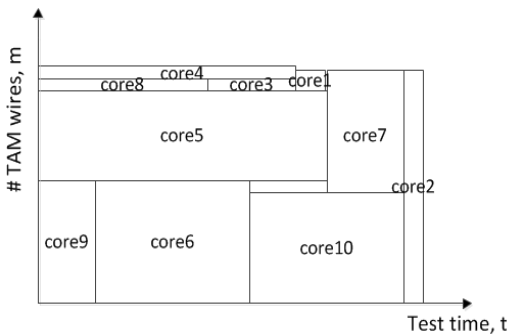 # TAM wires, m
core4
core8
core3
core1
core5
core7
core2
core9
core6
core10
Test time, t